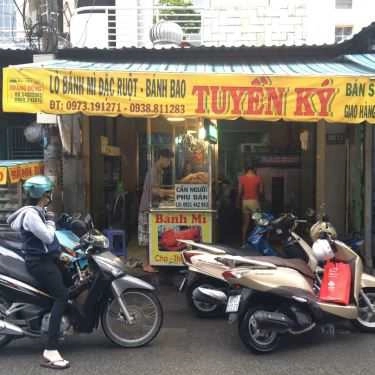 LÒ BÁNH MÌ ĐẶC RUỘT - BÁNH BAO
ĐT: 0973.191271 - 0938.811283
TUYỀN KÝ
BÁN S
GIAO HÀNG
CẦN NGƯỜI
PHỤ BÁN
Bánh Mì